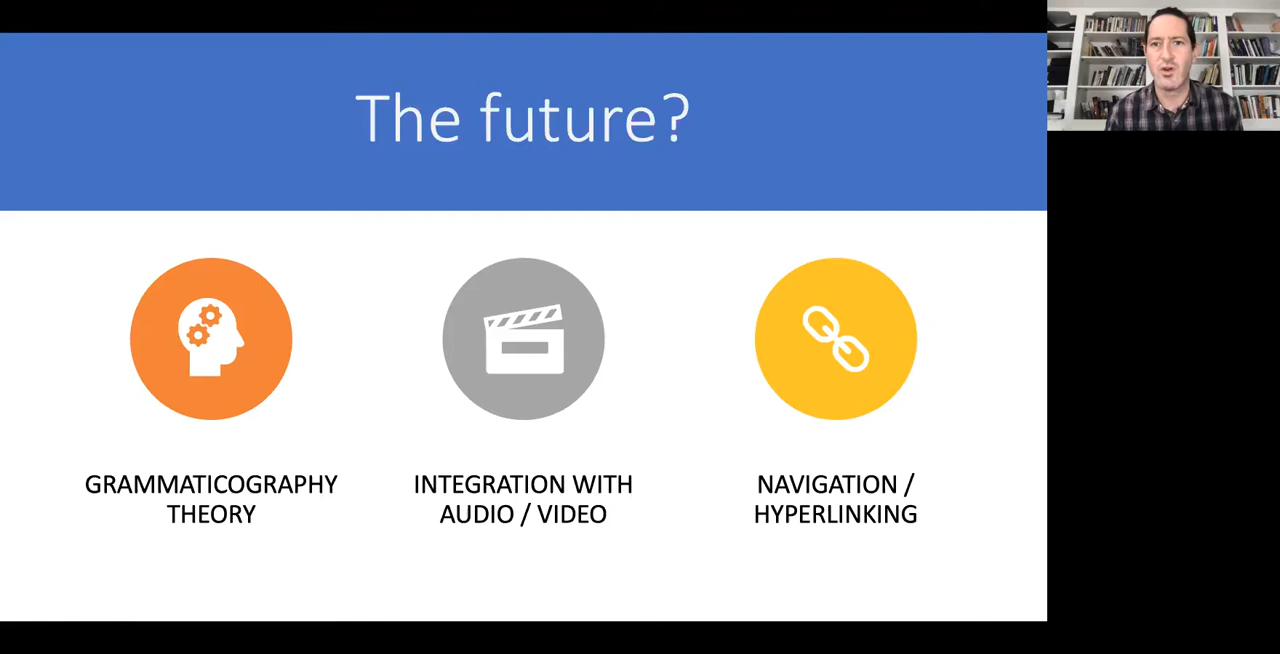 The future?
GRAMMATICOGRAPHY
THEORY
INTEGRATION WITH
AUDIO / VIDEO
NAVIGATION /
HYPERLINKING